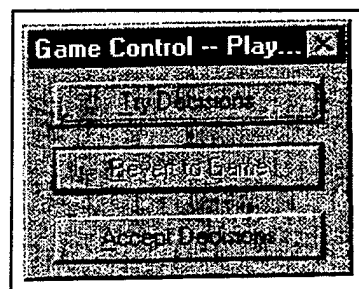 Game Control -- Play...
Try Decisions
Revert to Game
Accept Decisions